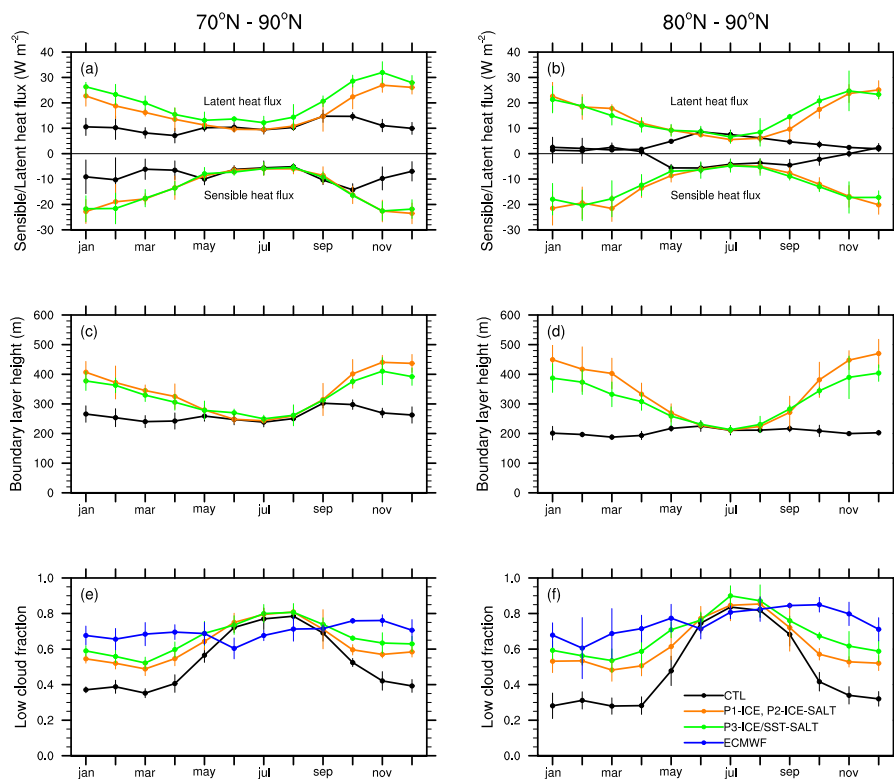 70°N - 90°N
80°N - 90°N
Sensible/Latent heat flux (W m-2)
(a)
Latent heat flux
Sensible heat flux
40
30
20
10
0
-10
-20
-30
jan mar may jul sep nov
Sensible/Latent heat flux (W m-2)
(b)
Latent heat flux
Sensible heat flux
40
30
20
10
0
-10
-20
-30
jan mar may jul sep nov
Boundary layer height (m)
(c)
600
500
400
300
200
100
0
jan mar may jul sep nov
Boundary layer height (m)
(d)
600
500
400
300
200
100
0
jan mar may jul sep nov
Low cloud fraction
(e)
1.0
0.8
0.6
0.4
0.2
0.0
jan mar may jul sep nov
Low cloud fraction
(f)
1.0
0.8
0.6
0.4
0.2
0.0
CTL
P1-ICE, P2-ICE-SALT
P3-ICE/SST-SALT
ECMWF
jan mar may jul sep nov